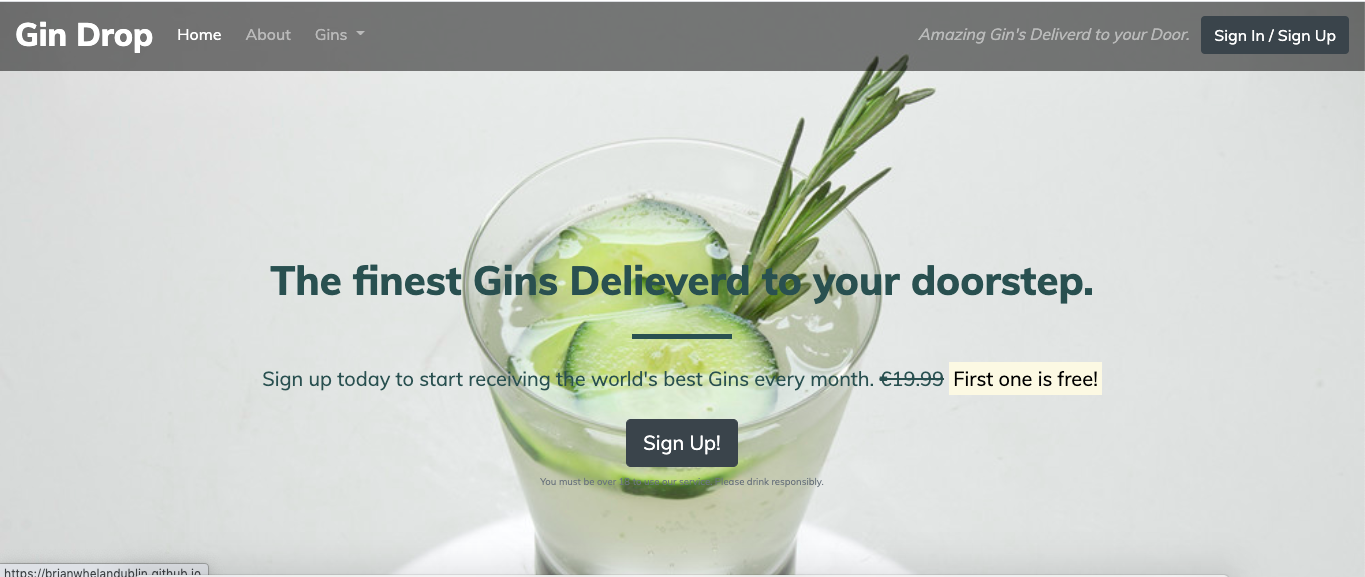 Gin Drop Home About Gins Amazing Gin's Deliverd to your Door. Sign In / Sign Up
The finest Gins Delieverd to your doorstep.
Sign up today to start receiving the world's best Gins every month. €19.99 First one is free!
Sign Up!
You must be over 18 to use our service. Please drink responsibly.
https://brianwhelandublin.github.io